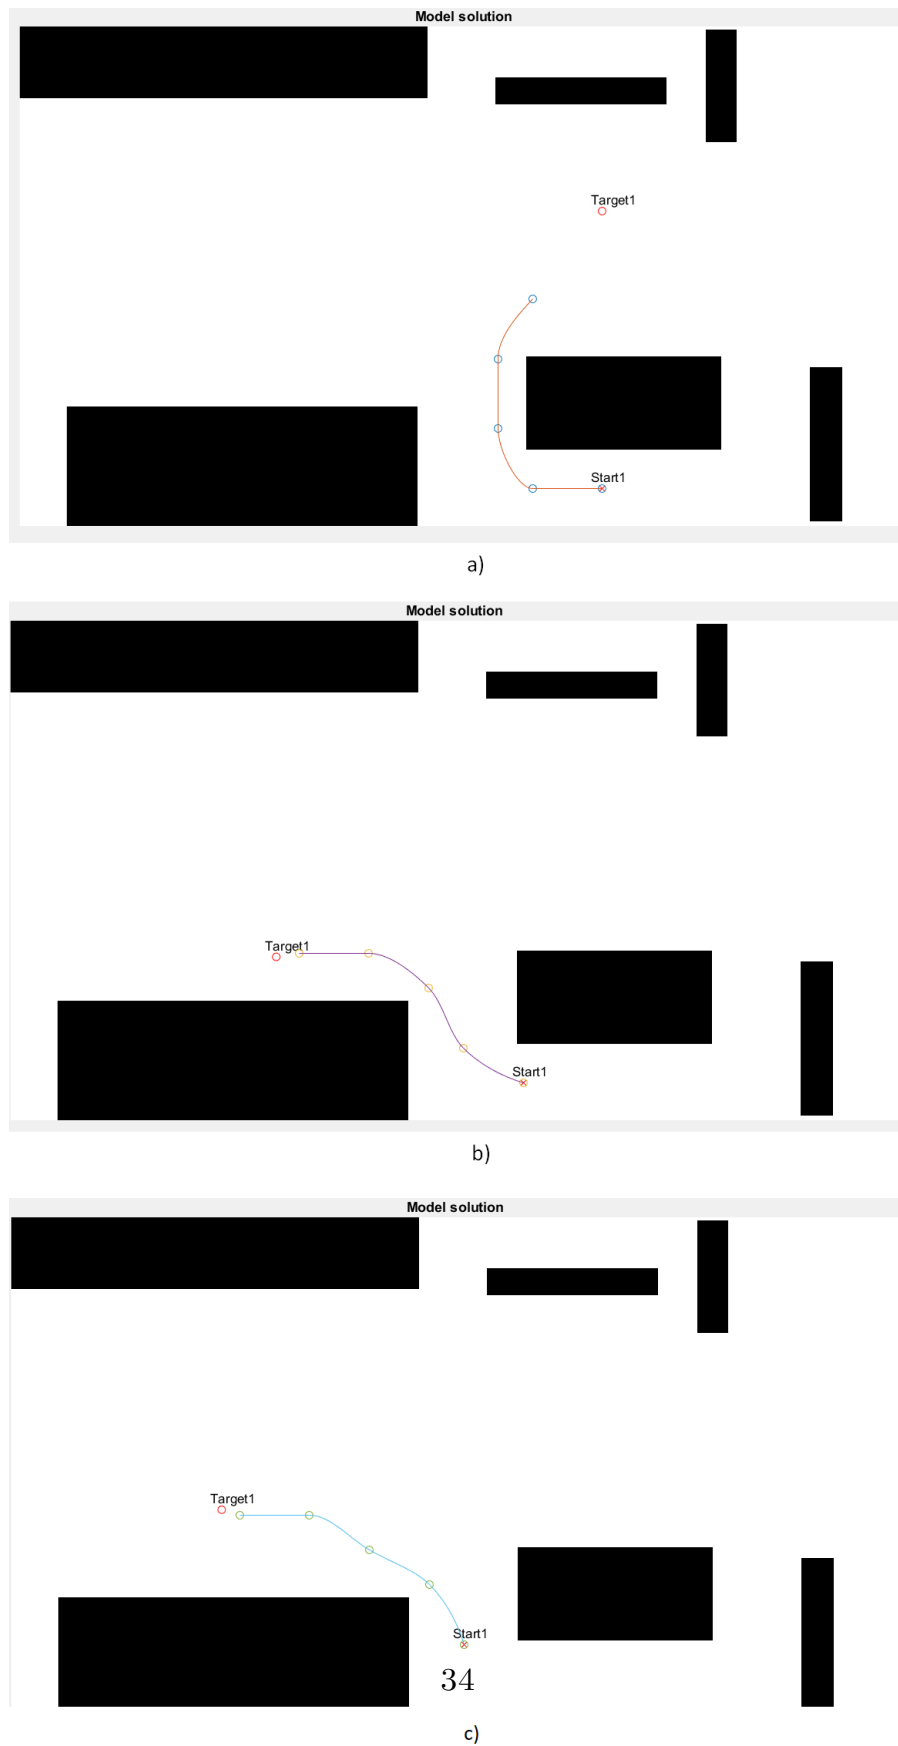 Model solution
Target1
Start1
a)
Model solution
Target1
Start1
b)
Model solution
Target1
Start1
34
c)